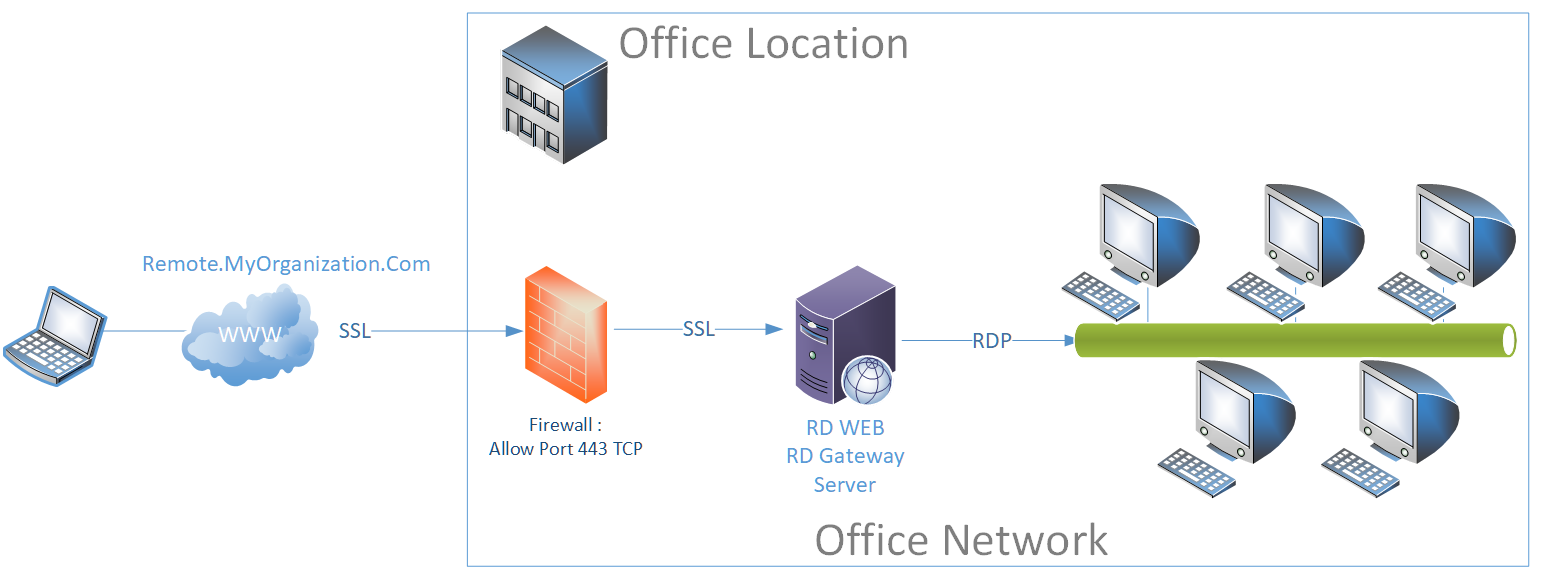 Office Location
Remote.MyOrganization.Com
WWW
SSL
SSL
RDP
Firewall :
Allow Port 443 TCP
RD WEB
RD Gateway
Server
Office Network